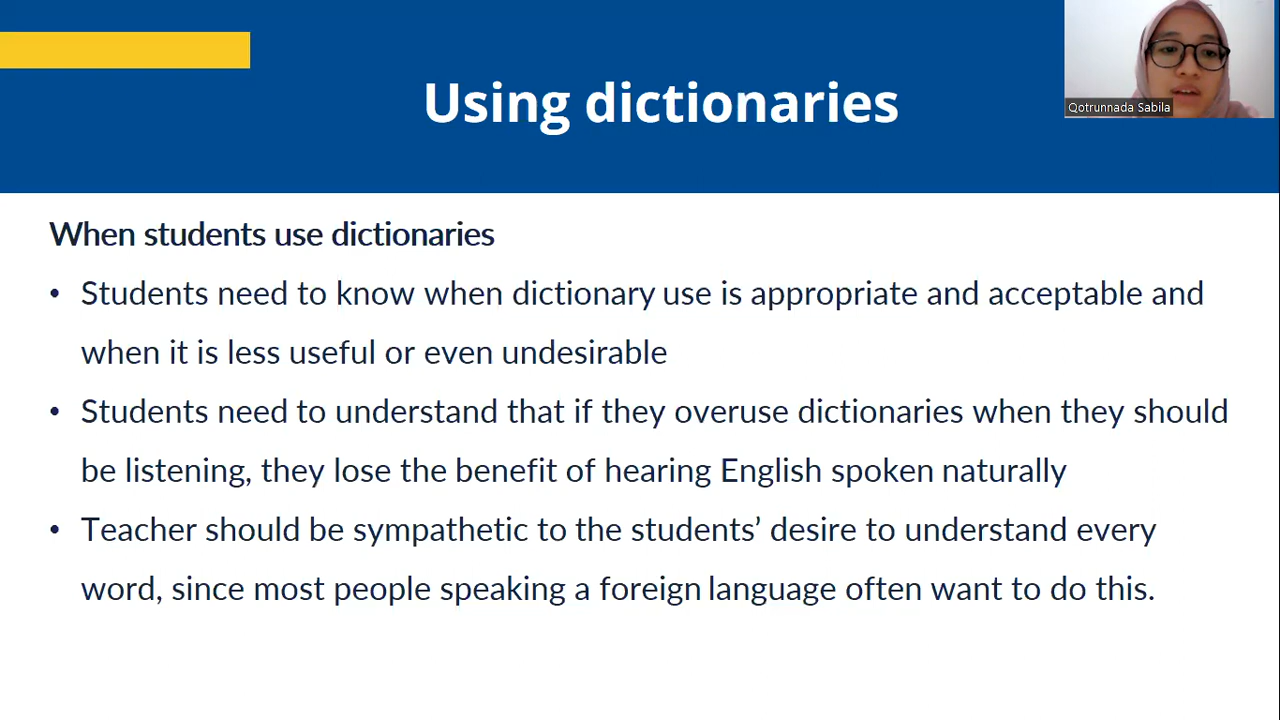 Qotrunnada Sabila
Using dictionaries
When students use dictionaries
• Students need to know when dictionary use is appropriate and acceptable and
when it is less useful or even undesirable
• Students need to understand that if they overuse dictionaries when they should
be listening, they lose the benefit of hearing English spoken naturally
• Teacher should be sympathetic to the students’ desire to understand every
word, since most people speaking a foreign language often want to do this.